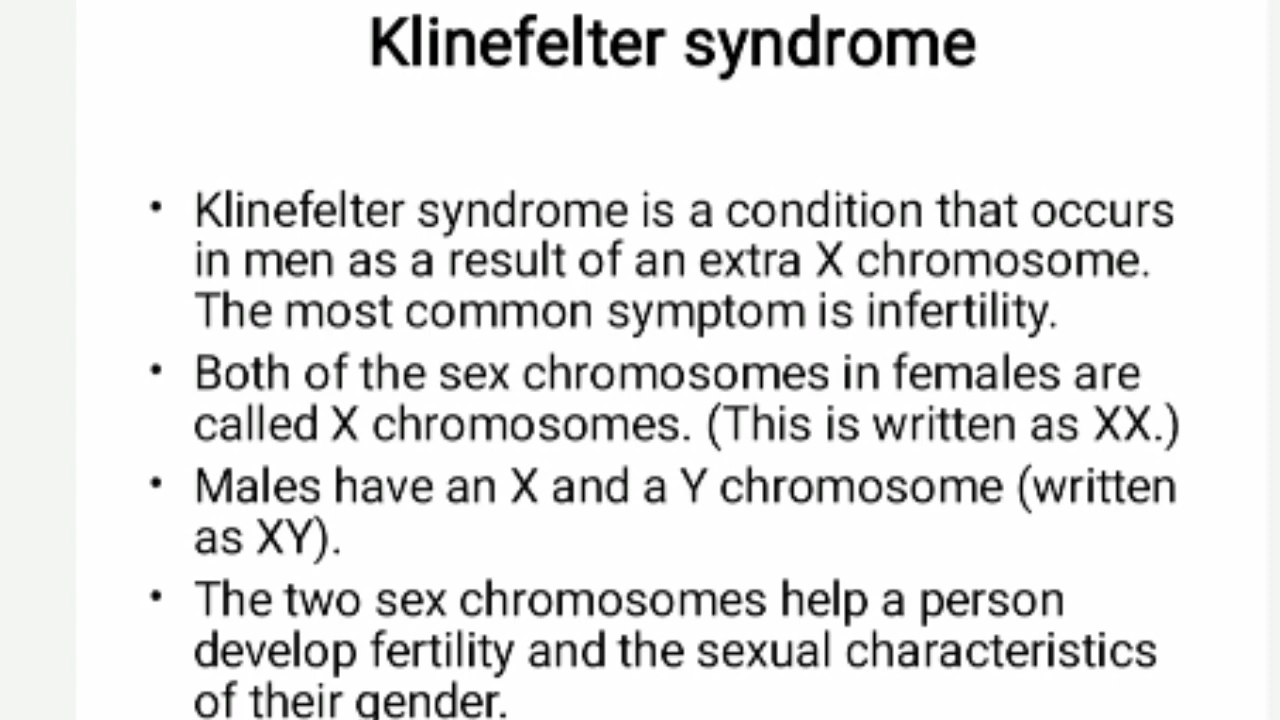 Klinefelter syndrome
• Klinefelter syndrome is a condition that occurs
in men as a result of an extra X chromosome.
The most common symptom is infertility.
• Both of the sex chromosomes in females are
called X chromosomes. (This is written as XX.)
• Males have an X and a Y chromosome (written
as XY).
• The two sex chromosomes help a person
develop fertility and the sexual characteristics
of their gender.